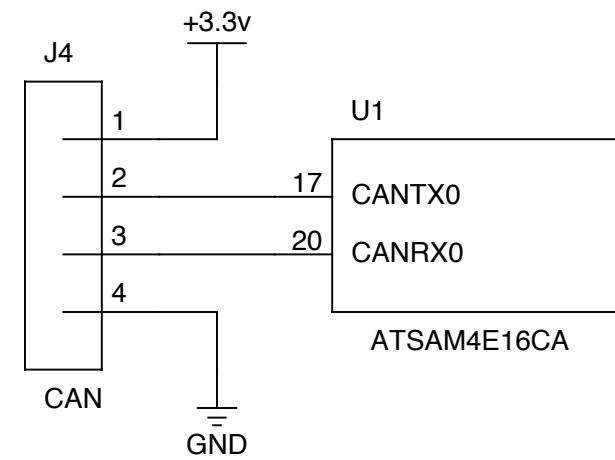 +3.3v
J4
U1
1
2
17
CANTX0
3
20
CANRX0
4
ATSAM4E16CA
CAN
GND